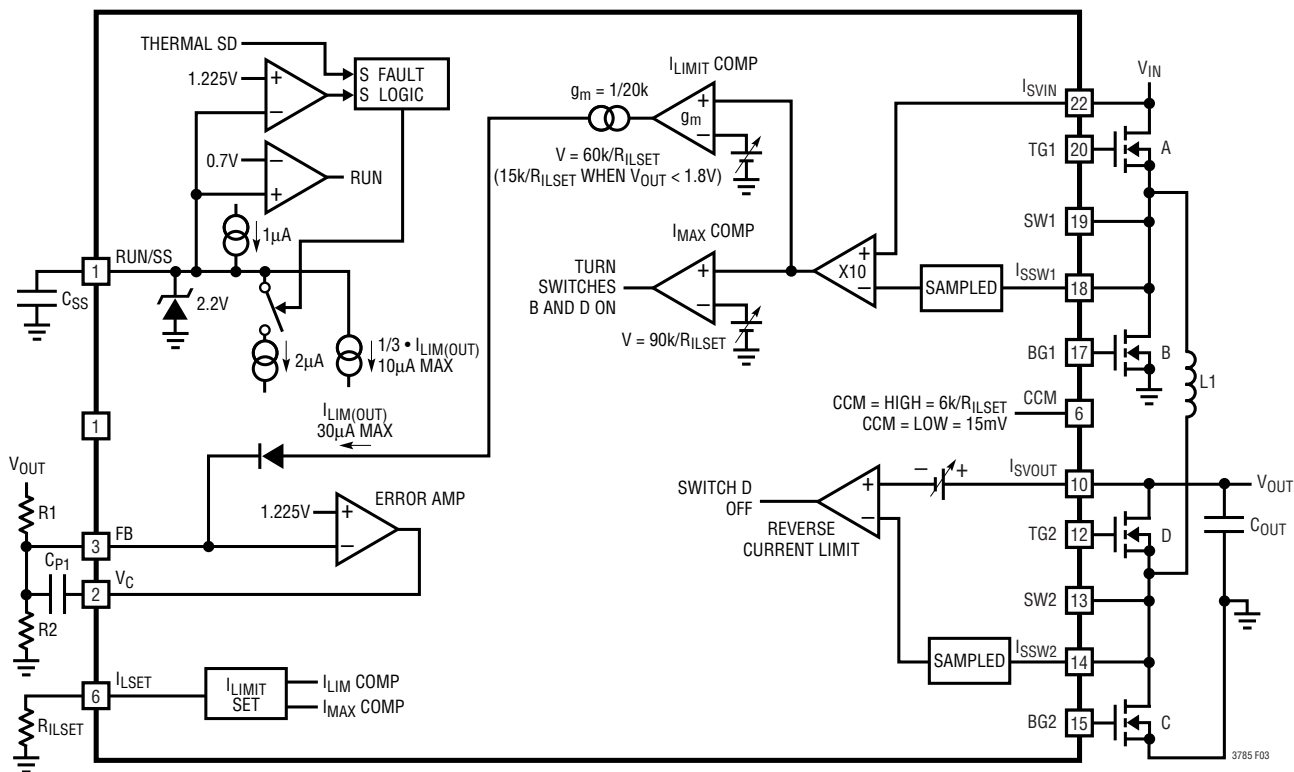 THERMAL SD
1.225V
+
–
S FAULT
S LOGIC
0.7V
–
+
RUN
1µA
1
RUN/SS
CSS
2.2V
2µA
1/3 • ILIM(OUT)
10µA MAX
1
ILIM(OUT)
30µA MAX
VOUT
R1
3
FB
1.225V
+
–
ERROR AMP
CP1
2
VC
R2
6
ILSET
RILSET
ILIMIT
SET
ILIM COMP
IMAX COMP
gm = 1/20k
ILIMIT COMP
gm
+
–
V = 60k/RILSET
(15k/RILSET WHEN VOUT < 1.8V)
IMAX COMP
TURN
SWITCHES
B AND D ON
+
–
V = 90k/RILSET
X10
+
–
SAMPLED
ISVIN
22
VIN
TG1
20
A
SW1
19
ISSW1
18
BG1
17
B
L1
CCM
6
CCM = HIGH = 6k/RILSET
CCM = LOW = 15mV
ISVOUT
10
VOUT
SWITCH D
OFF
+
–
– +
REVERSE
CURRENT LIMIT
TG2
12
D
COUT
SW2
13
SAMPLED
ISSW2
14
BG2
15
C
3785 F03